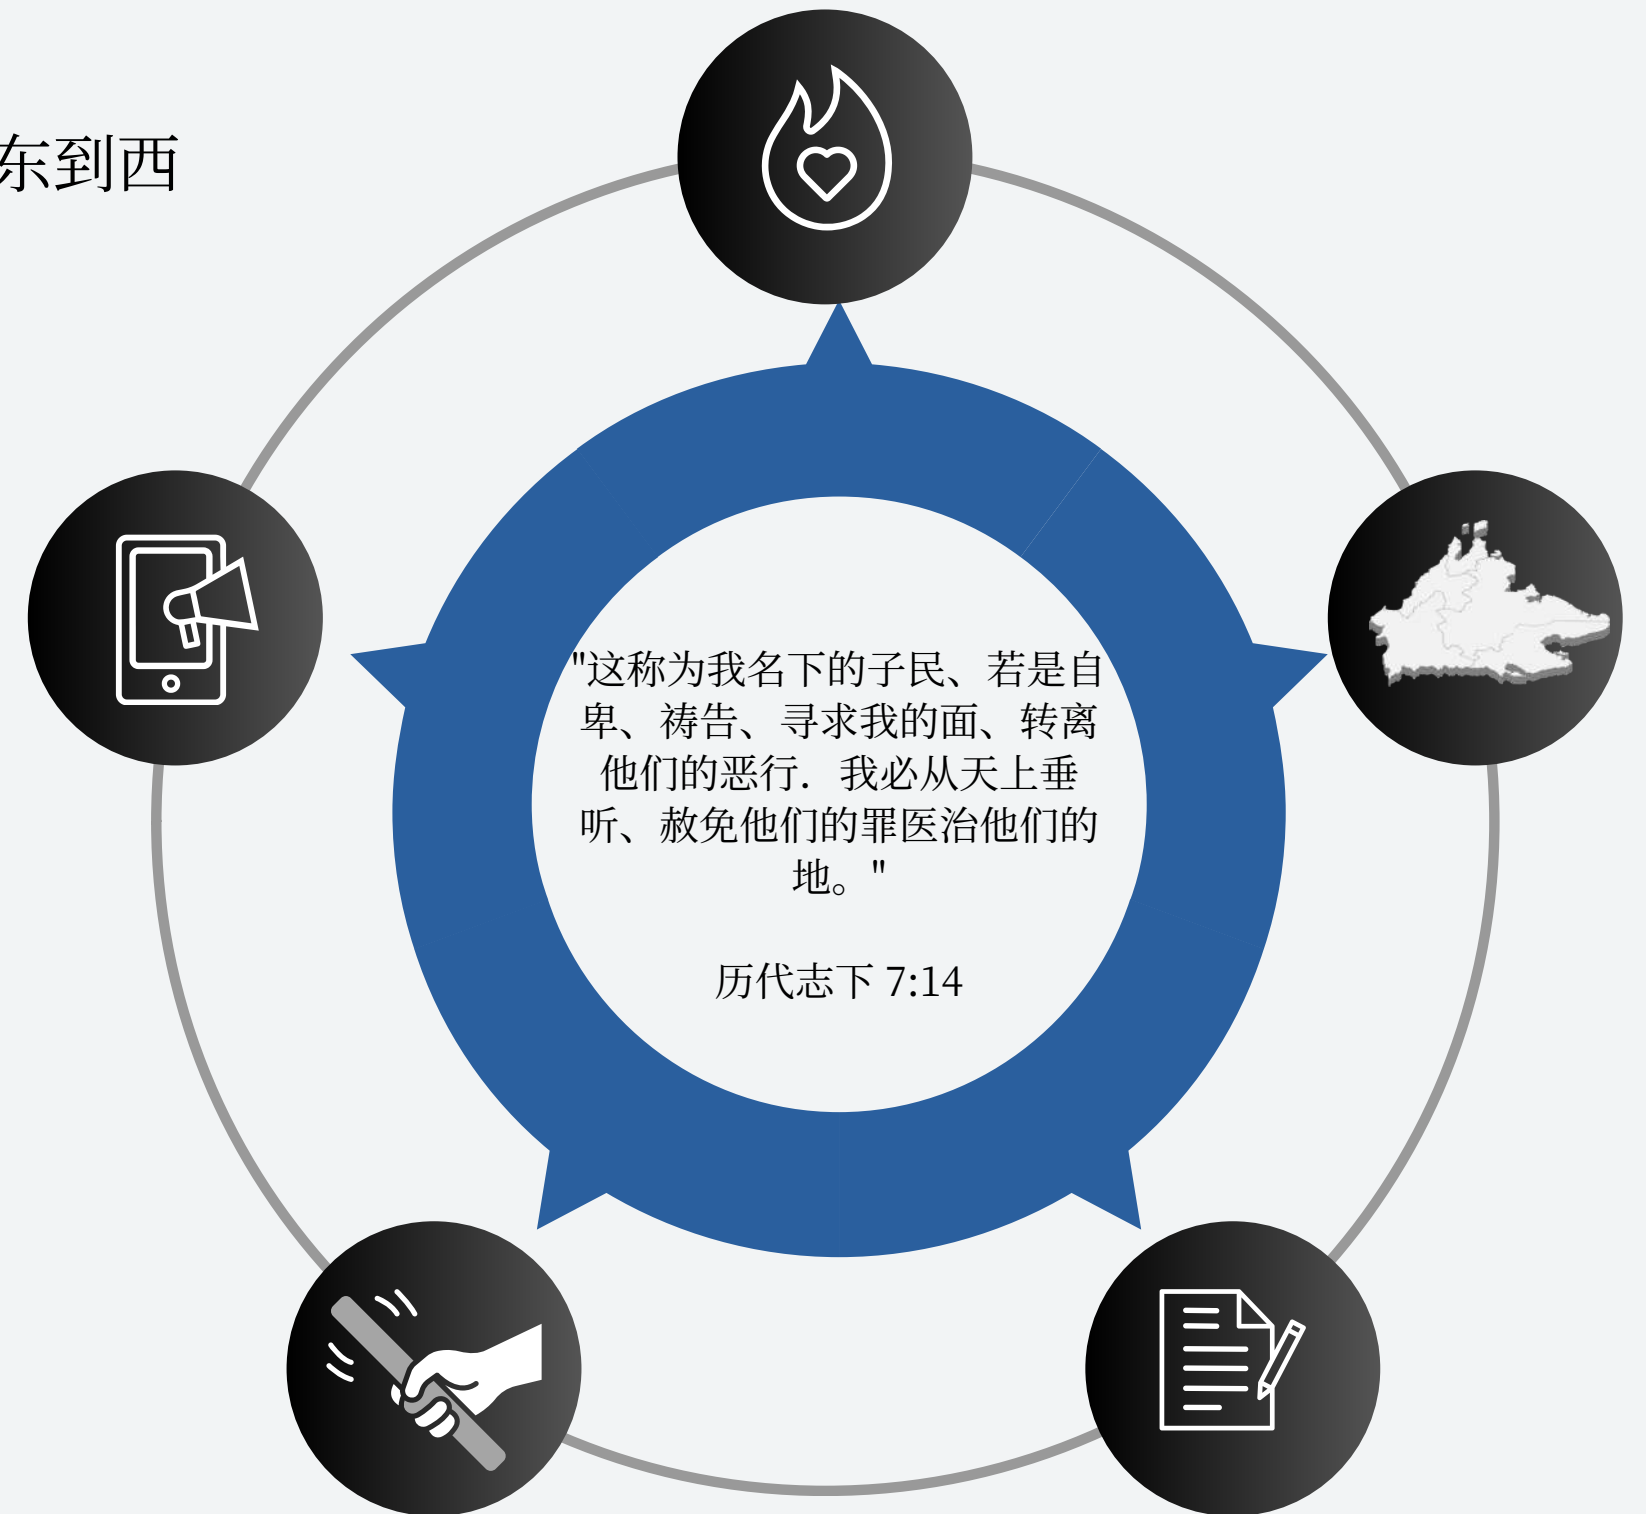 东到西
"这称为我名下的子民、若是自
卑、祷告、寻求我的面、转离
他们的恶行．我必从天上垂
听、赦免他们的罪医治他们的
地。"
历代志下 7:14